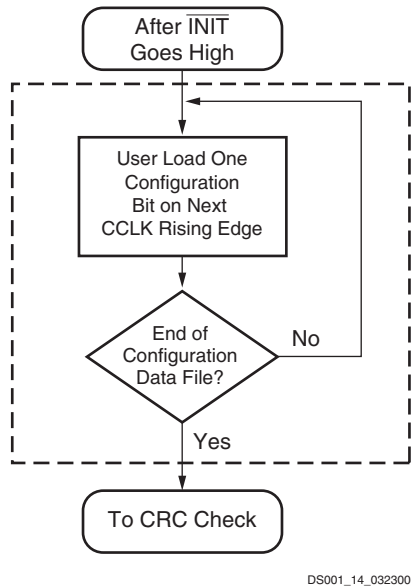 After INIT
Goes High
User Load One
Configuration
Bit on Next
CCLK Rising Edge
End of
Configuration
Data File?
No
Yes
To CRC Check
DS001_14_032300